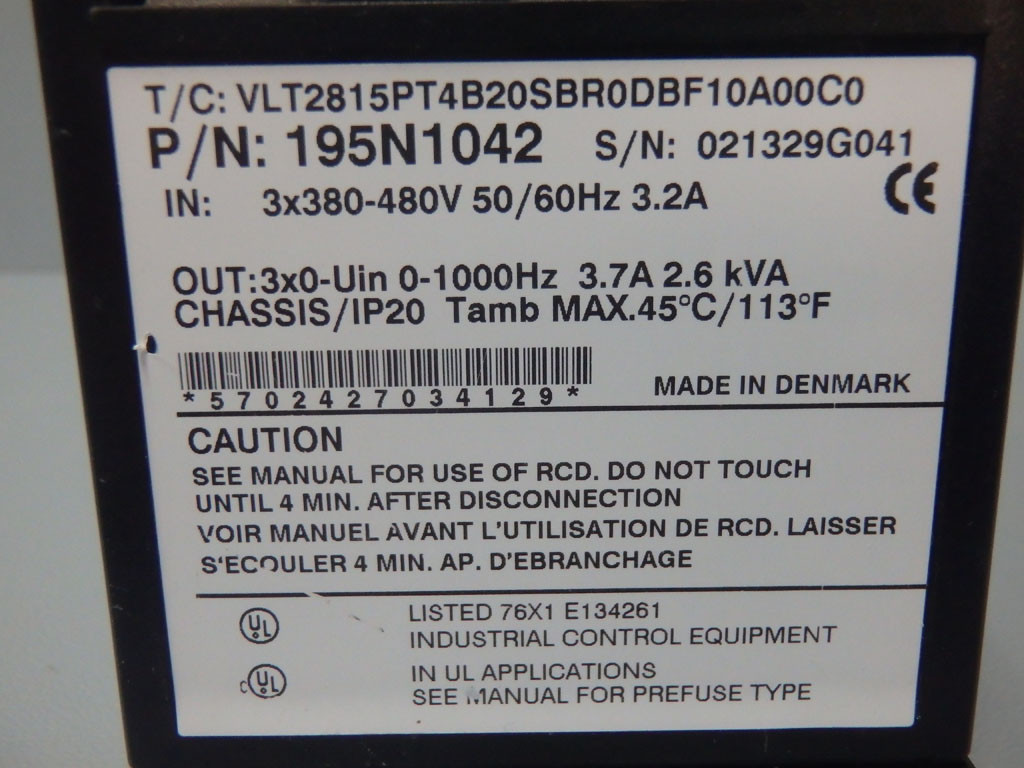 T/C: VLT2815PT4B20SBR0DBF10A00C0
P/N: 195N1042 S/N: 021329G041
IN: 3x380-480V 50/60Hz 3.2A CE
OUT:3x0-Uin 0-1000Hz 3.7A 2.6 kVA
CHASSIS/IP20 Tamb MAX.45°C/113°F
*5702427034129*
MADE IN DENMARK
CAUTION
SEE MANUAL FOR USE OF RCD. DO NOT TOUCH
UNTIL 4 MIN. AFTER DISCONNECTION
VOIR MANUEL AVANT L'UTILISATION DE RCD. LAISSER
S'ECOULER 4 MIN. AP. D'EBRANCHAGE
UL LISTED 76X1 E134261
INDUSTRIAL CONTROL EQUIPMENT
cUL IN UL APPLICATIONS
SEE MANUAL FOR PREFUSE TYPE